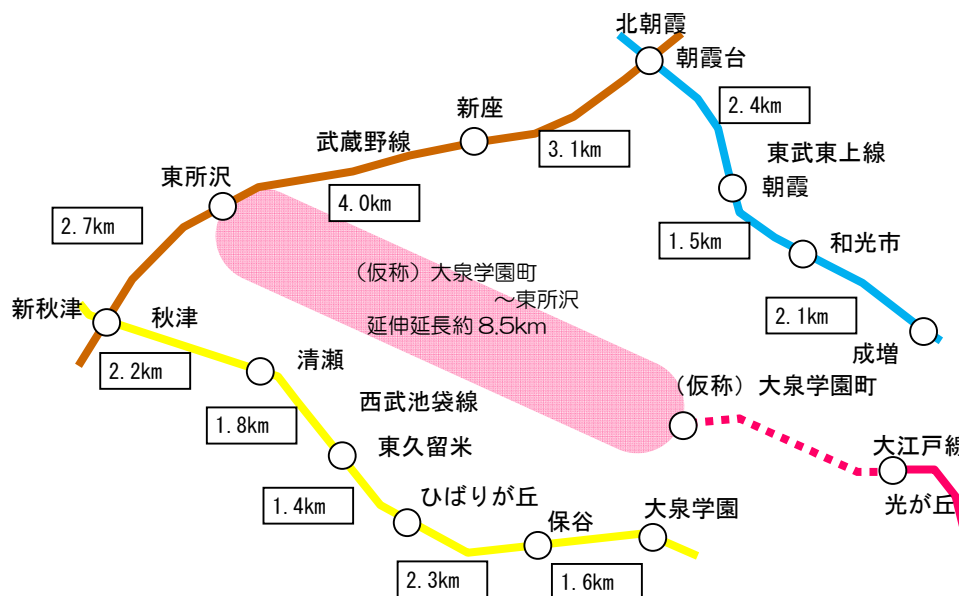 北朝霞
朝霞台
2.4km
新座
3.1km
武蔵野線
東武東上線
東所沢
朝霞
4.0km
2.7km
1.5km
和光市
（仮称）大泉学園町
～東所沢
延伸延長約8.5km
新秋津
秋津
2.1km
成増
2.2km
清瀬
（仮称）大泉学園町
西武池袋線
1.8km
東久留米
大江戸線
ひばりが丘
1.4km
保谷
大泉学園
光が丘
2.3km
1.6km